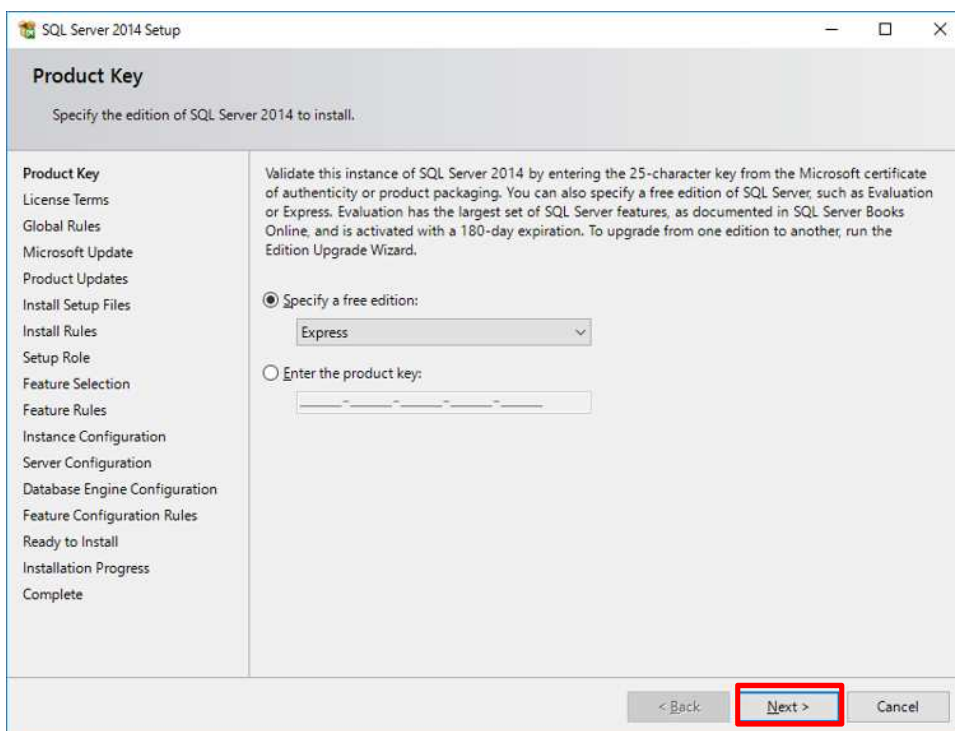 SQL Server 2014 Setup
Product Key
Specify the edition of SQL Server 2014 to install.
Product Key
License Terms
Global Rules
Microsoft Update
Product Updates
Install Setup Files
Install Rules
Setup Role
Feature Selection
Feature Rules
Instance Configuration
Server Configuration
Database Engine Configuration
Feature Configuration Rules
Ready to Install
Installation Progress
Complete
Validate this instance of SQL Server 2014 by entering the 25-character key from the Microsoft certificate
of authenticity or product packaging. You can also specify a free edition of SQL Server, such as Evaluation
or Express. Evaluation has the largest set of SQL Server features, as documented in SQL Server Books
Online, and is activated with a 180-day expiration. To upgrade from one edition to another, run the
Edition Upgrade Wizard.
Specify a free edition:
Express
Enter the product key:
_____-_____-_____-_____-_____
< Back
Next >
Cancel